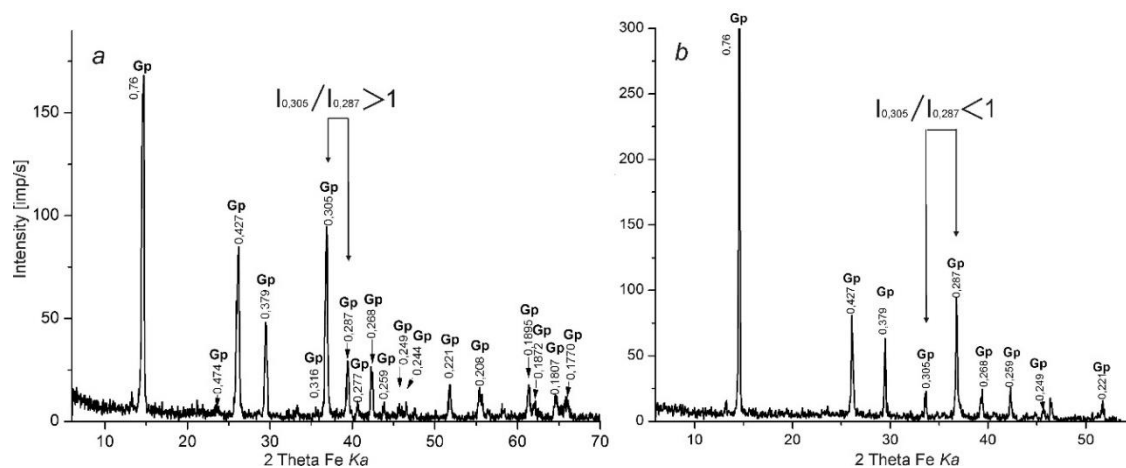 a
Intensity [imp/s]
150
100
50
0
10
20
30
40
50
60
70
2 Theta Fe Ka
I0,305/I0,287>1
Gp
0,76
Gp
0,474
Gp
0,427
Gp
0,379
Gp
0,316
Gp
0,305
Gp
0,287
Gp
0,277
Gp
0,268
Gp
0,259
Gp
0,249
Gp
0,244
Gp
0,221
Gp
0,208
Gp
0,1895
Gp
0,1872
Gp
0,1807
Gp
0,1770
b
300
250
200
150
100
50
0
10
20
30
40
50
2 Theta Fe Ka
I0,305/I0,287<1
Gp
0,76
Gp
0,427
Gp
0,379
Gp
0,305
Gp
0,287
Gp
0,268
Gp
0,259
Gp
0,249
Gp
0,221